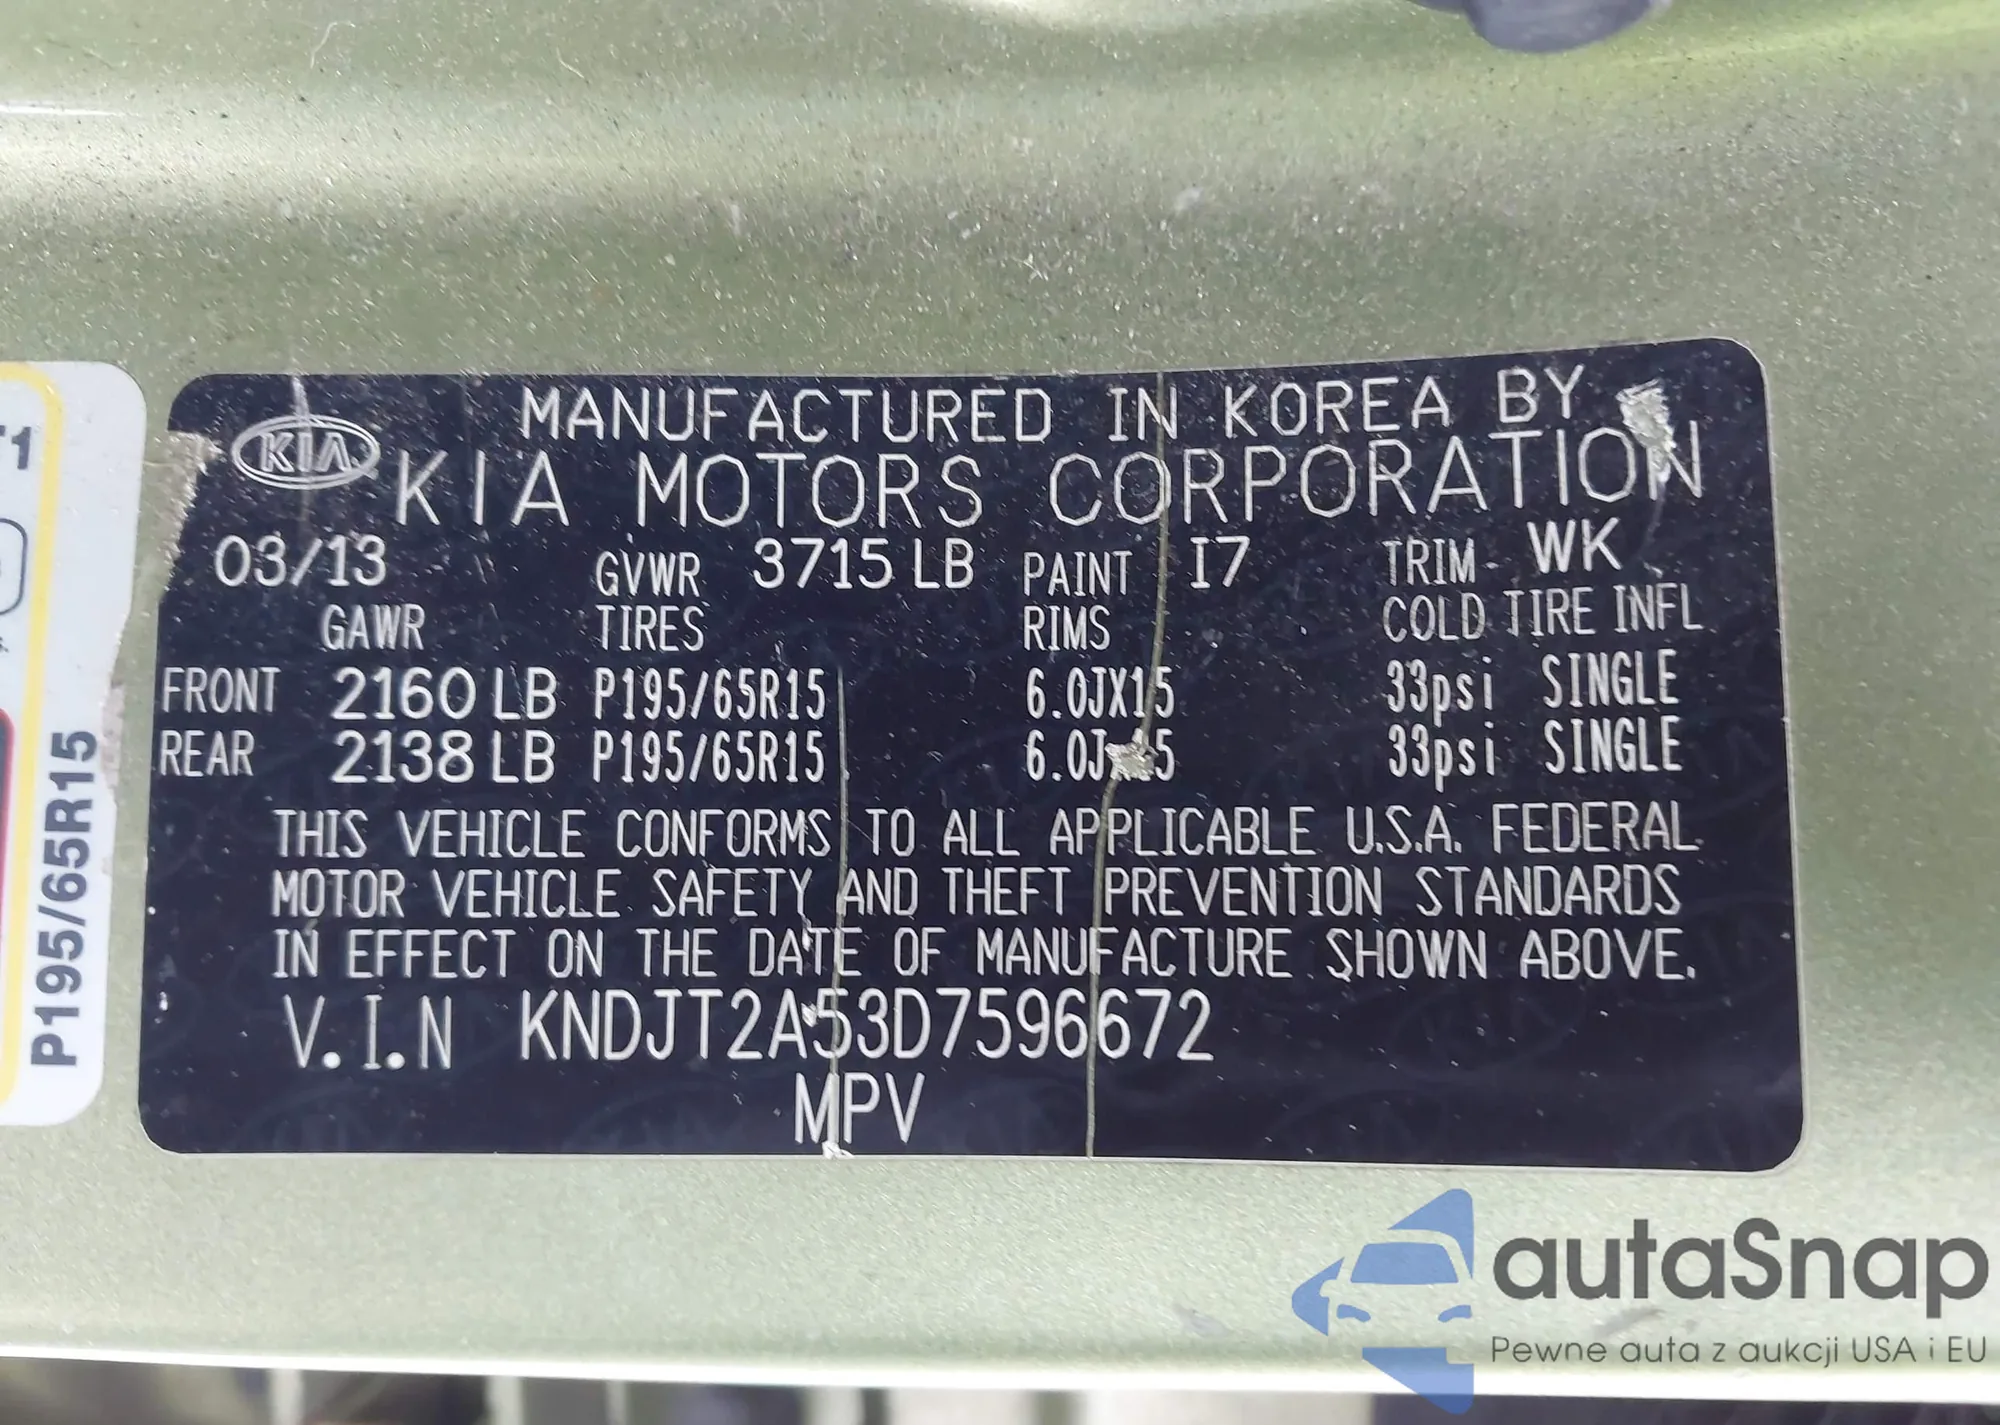 KIA
MANUFACTURED IN KOREA BY
KIA MOTORS CORPORATION
03/13 GVWR 3715 LB PAINT I7 TRIM WK
GAWR TIRES RIMS COLD TIRE INFL
FRONT 2160 LB P195/65R15 6.0JX15 33psi SINGLE
REAR 2138 LB P195/65R15 33psi SINGLE
THIS VEHICLE CONFORMS TO ALL APPLICABLE U.S.A. FEDERAL
MOTOR VEHICLE SAFETY AND THEFT PREVENTION STANDARDS
IN EFFECT ON THE DATE OF MANUFACTURE SHOWN ABOVE.
V.I.N KNDJT2A53D7596672
MPV
P195/65R15
autaSnap
Pewne auta z aukcji USA i EU